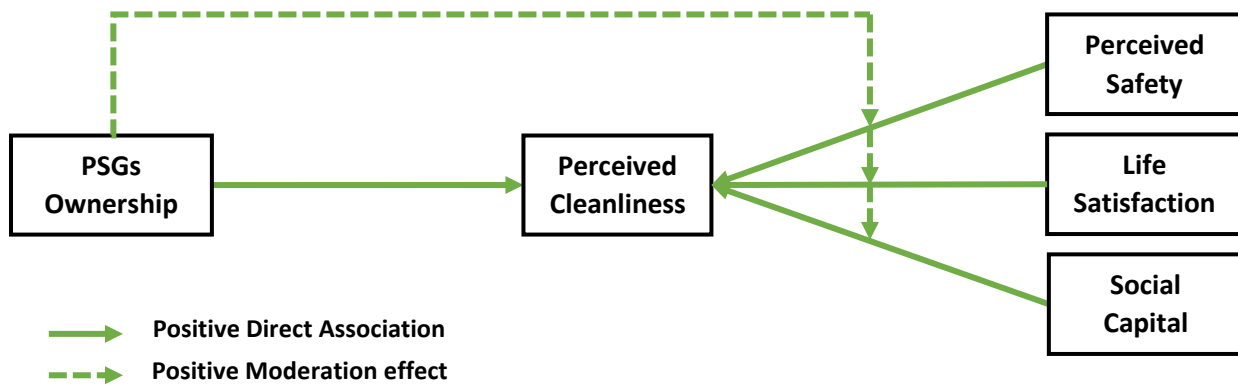 PSGs
Ownership
Perceived
Cleanliness
Perceived
Safety
Life
Satisfaction
Social
Capital
Positive Direct Association
Positive Moderation effect